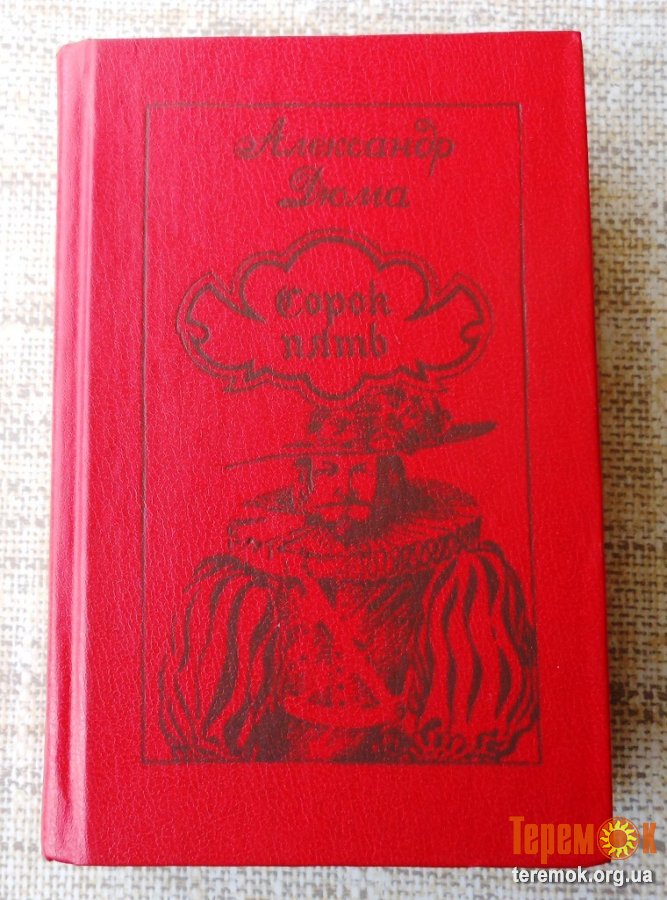 Александр
Дюма
Сорок
пять
Теремок
teremok.org.ua